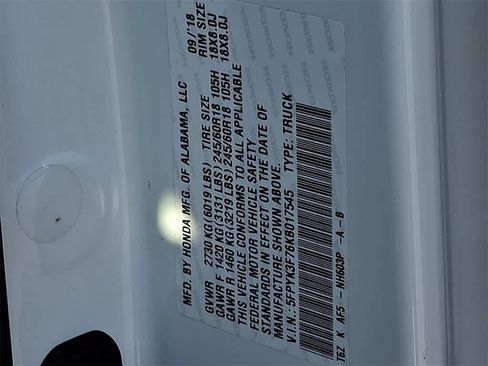 MFD. BY HONDA MFG. OF ALABAMA, LLC 09/'18
GVWR 2730 KG (6019 LBS) TIRE SIZE RIM SIZE
GAWR F 1420 KG (3131 LBS) 245/60R18 105H 18X8.0J
GAWR R 1460 KG (3219 LBS) 245/60R18 105H 18X8.0J
THIS VEHICLE CONFORMS TO ALL APPLICABLE
FEDERAL MOTOR VEHICLE SAFETY
STANDARDS IN EFFECT ON THE DATE OF
MANUFACTURE SHOWN ABOVE.
V.I.N.: 5FPYK3F76KB017545 TYPE: TRUCK
T6Z K AF5 - NH603P -A -B